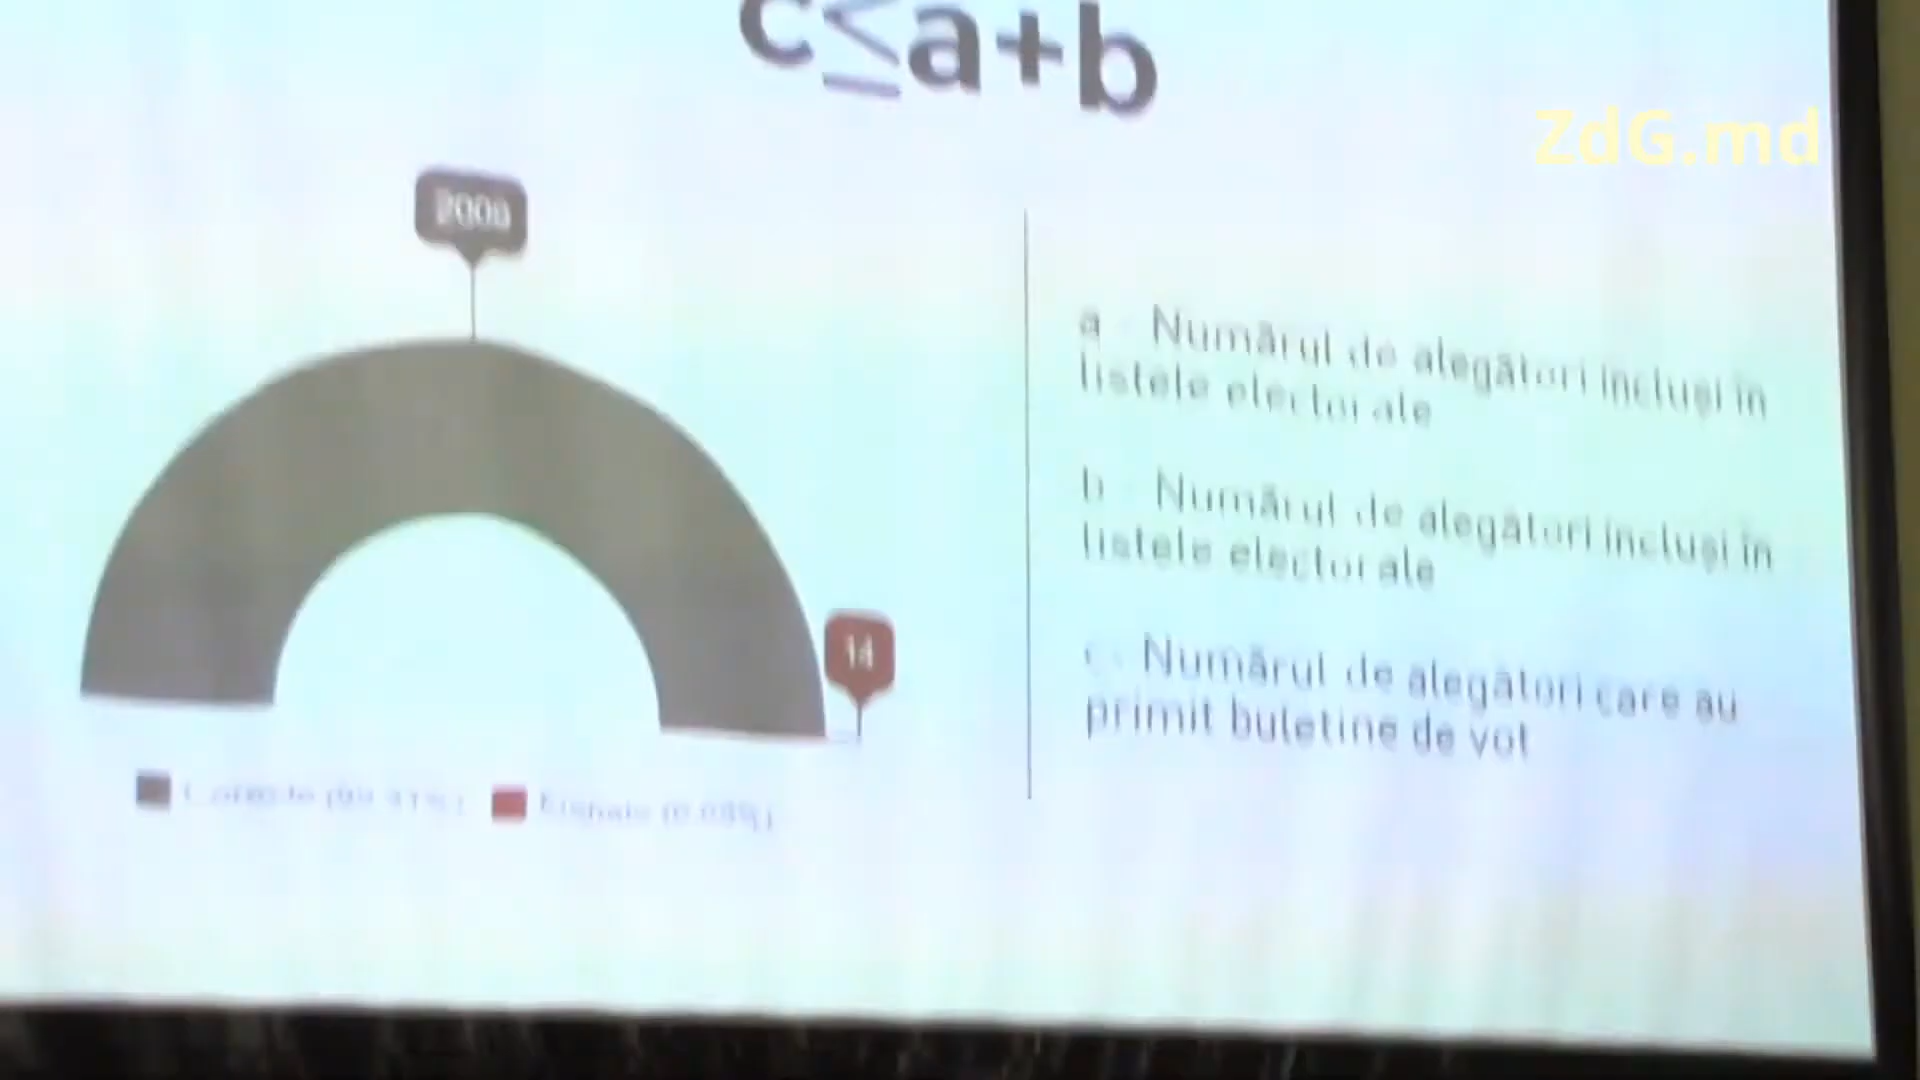 c≤a+b
ZdG.md
14
a - Numărul de alegători incluși în
listele electorale
b - Numărul de alegători incluși în
listele electorale
c - Numărul de alegători care au
primit buletine de vot